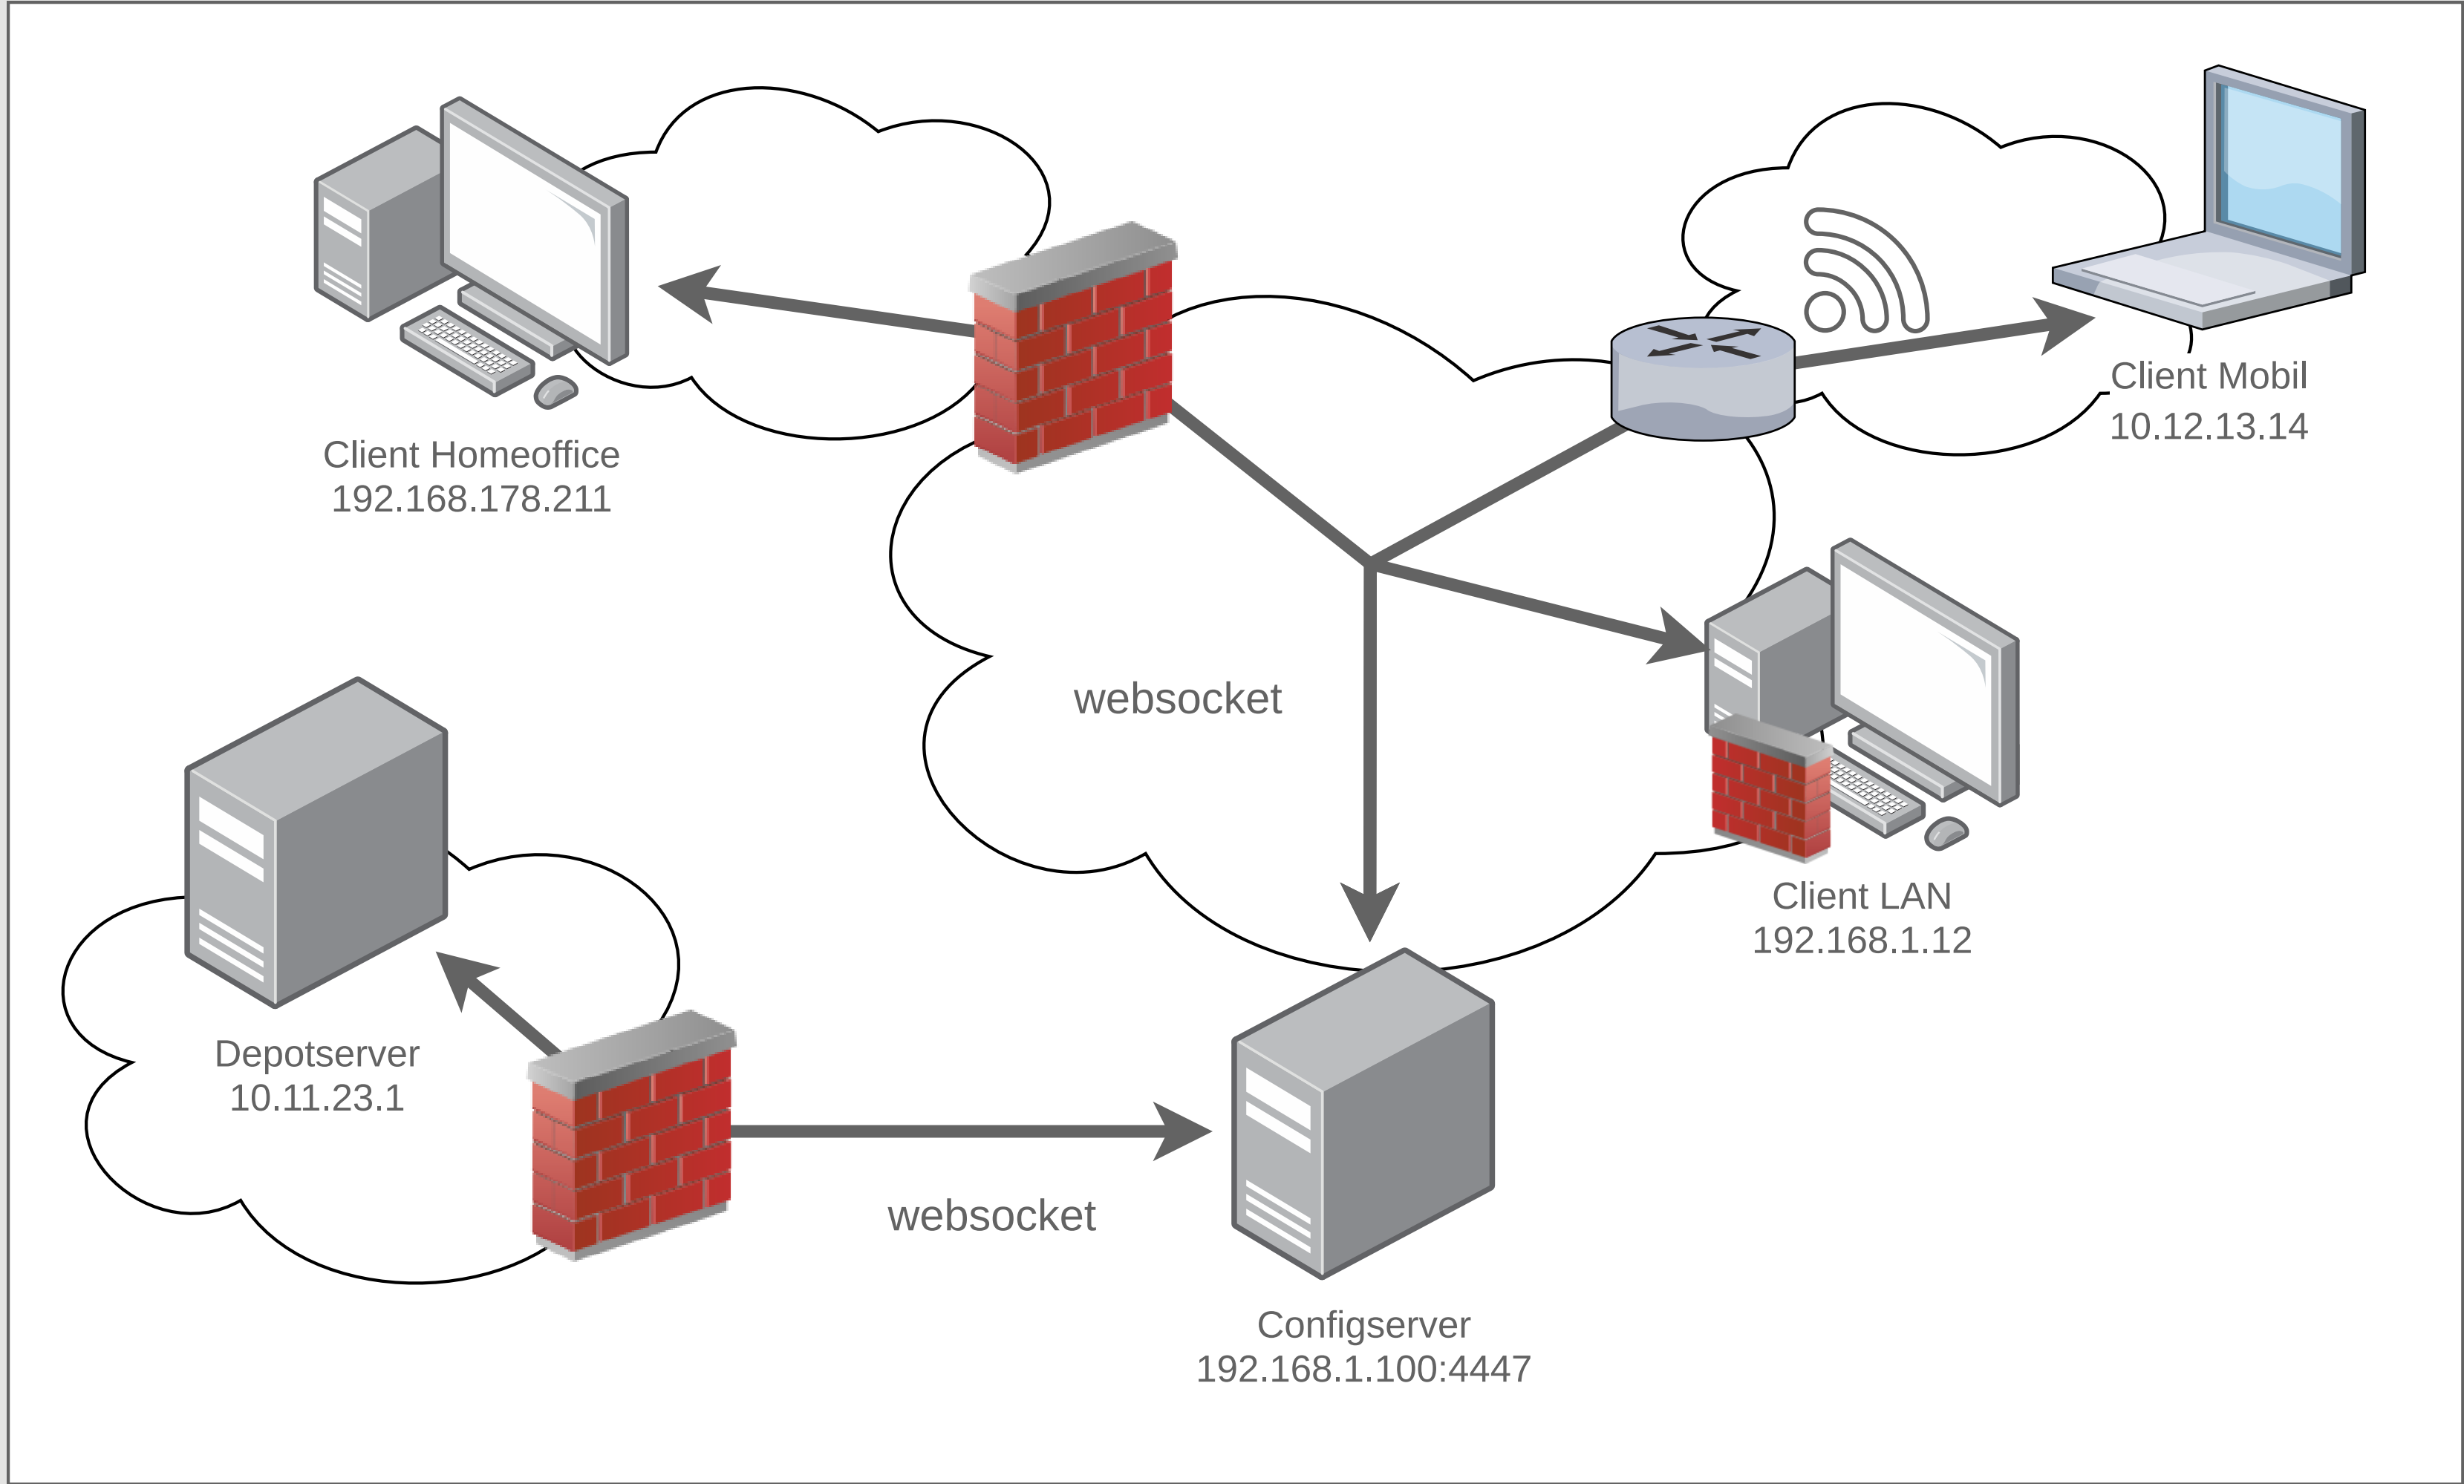 Client Homeoffice
192.168.178.211
Client Mobil
10.12.13.14
websocket
Client LAN
192.168.1.12
Depotserver
10.11.23.1
websocket
Configserver
192.168.1.100:4447